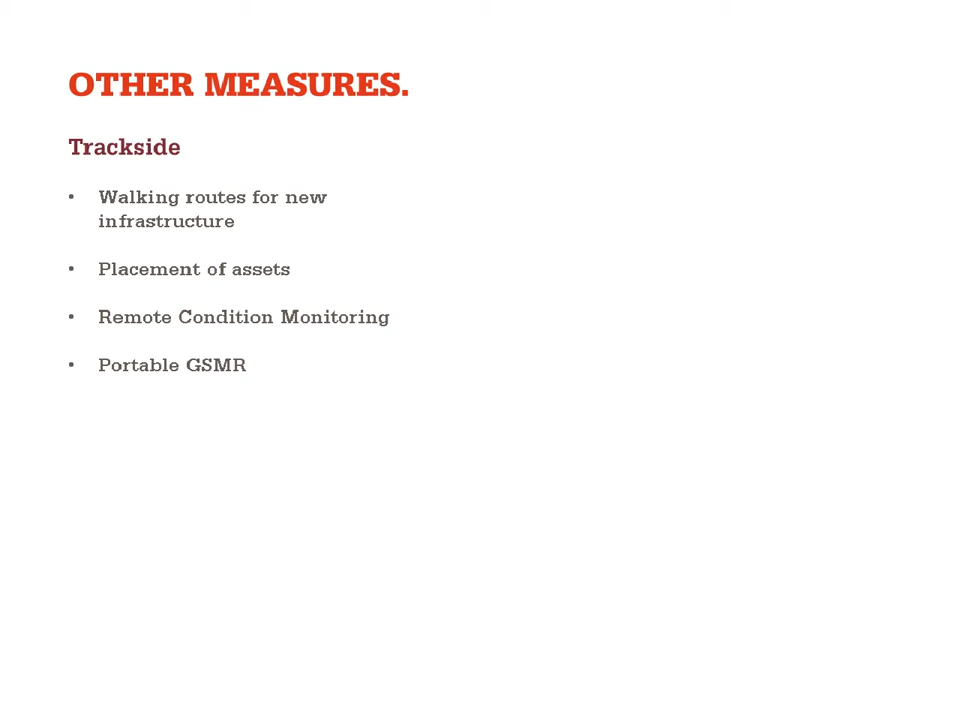 OTHER MEASURES.
Trackside
• Walking routes for new
infrastructure
• Placement of assets
• Remote Condition Monitoring
• Portable GSMR